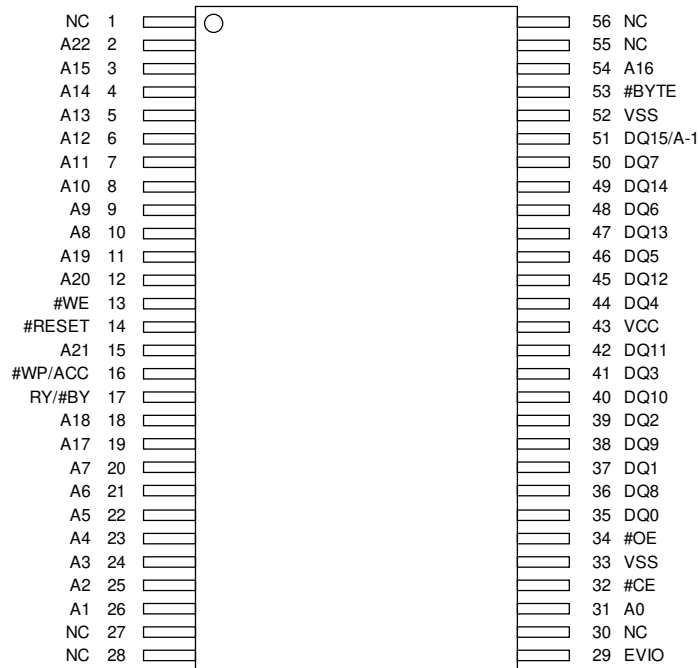 NC 1 56 NC
A22 2 55 NC
A15 3 54 A16
A14 4 53 #BYTE
A13 5 52 VSS
A12 6 51 DQ15/A-1
A11 7 50 DQ7
A10 8 49 DQ14
A9 9 48 DQ6
A8 10 47 DQ13
A19 11 46 DQ5
A20 12 45 DQ12
#WE 13 44 DQ4
#RESET 14 43 VCC
A21 15 42 DQ11
#WP/ACC 16 41 DQ3
RY/#BY 17 40 DQ10
A18 18 39 DQ2
A17 19 38 DQ9
A7 20 37 DQ1
A6 21 36 DQ8
A5 22 35 DQ0
A4 23 34 #OE
A3 24 33 VSS
A2 25 32 #CE
A1 26 31 A0
NC 27 30 NC
NC 28 29 EVIO